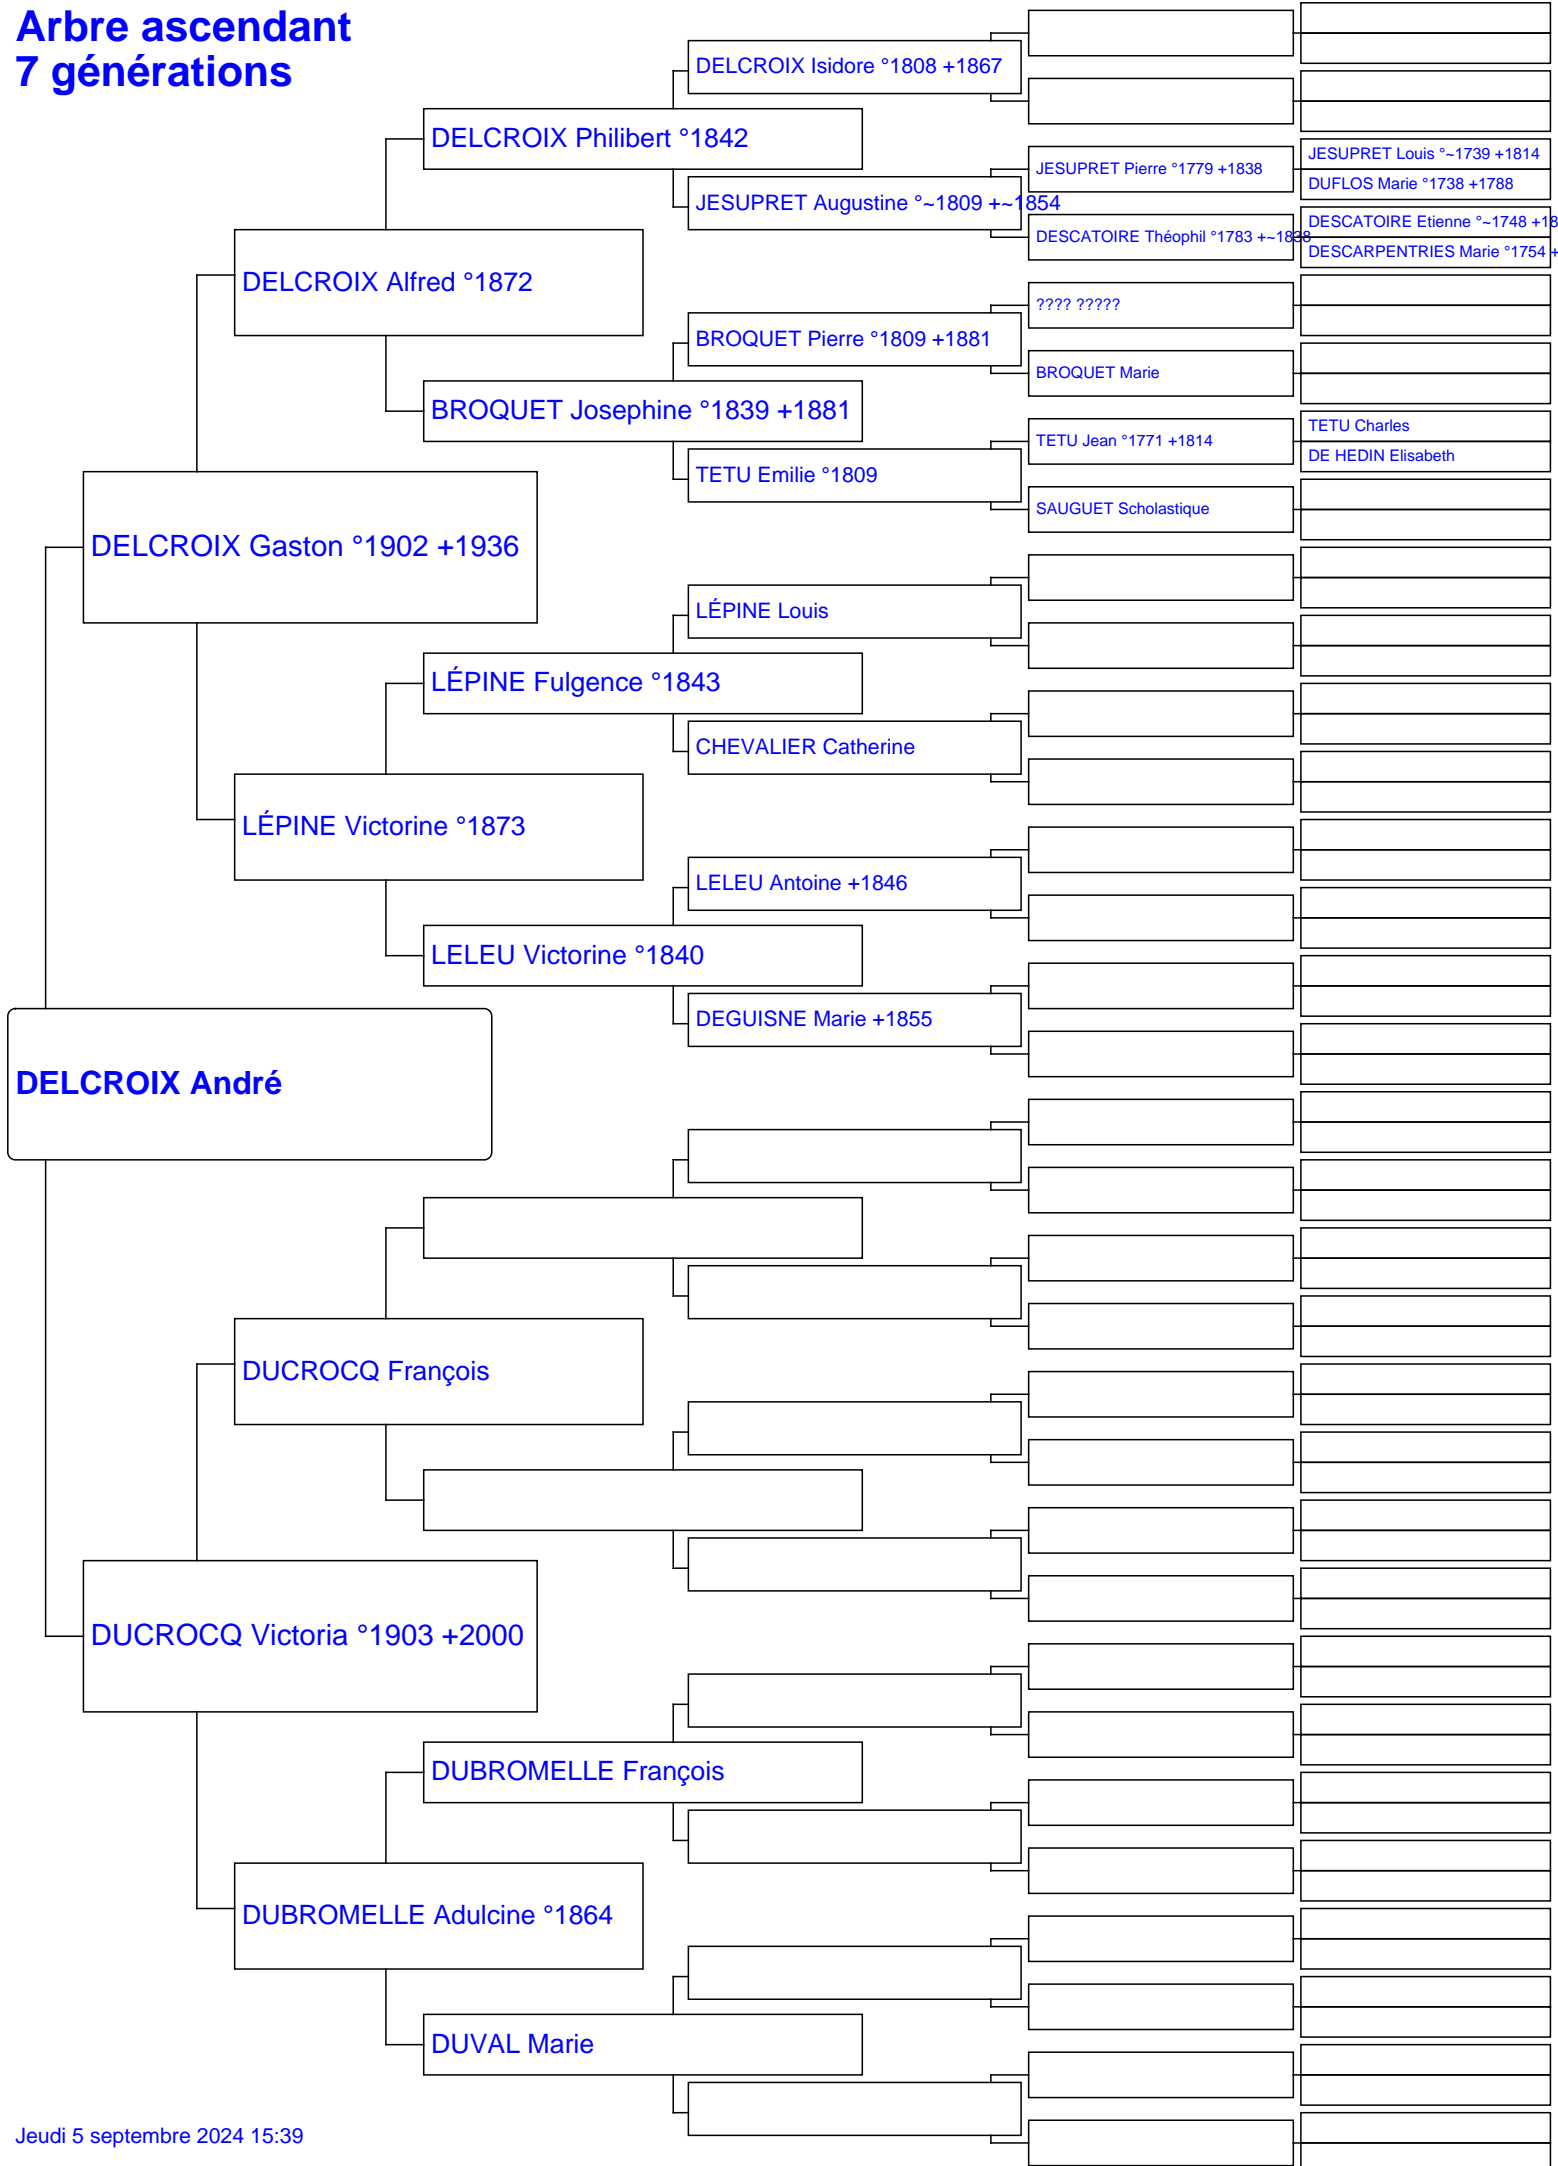 Arbre ascendant
7 générations
DELCROIX Isidore °1808 +1867
DELCROIX Philibert °1842
JESUPRET Louis °~1739 +1814
JESUPRET Pierre °1779 +1838
DUFLOS Marie °1738 +1788
JESUPRET Augustine °~1809 +~1854
DESCATOIRE Etienne °~1748 +18
DESCATOIRE Théophil °1783 +~1838
DESCARPENTRIES Marie °1754 +
DELCROIX Alfred °1872
???? ?????
BROQUET Pierre °1809 +1881
BROQUET Marie
BROQUET Josephine °1839 +1881
TETU Charles
TETU Jean °1771 +1814
DE HEDIN Elisabeth
TETU Emilie °1809
SAUGUET Scholastique
DELCROIX Gaston °1902 +1936
LÉPINE Louis
LÉPINE Fulgence °1843
CHEVALIER Catherine
LÉPINE Victorine °1873
LELEU Antoine +1846
LELEU Victorine °1840
DEGUISNE Marie +1855
DELCROIX André
DUCROCQ François
DUCROCQ Victoria °1903 +2000
DUBROMELLE François
DUBROMELLE Adulcine °1864
DUVAL Marie
Jeudi 5 septembre 2024 15:39